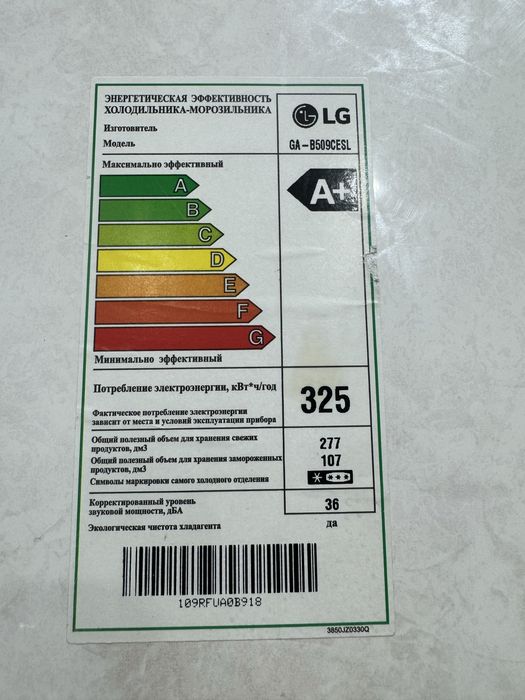 ЭНЕРГЕТИЧЕСКАЯ ЭФФЕКТИВНОСТЬ
ХОЛОДИЛЬНИКА-МОРОЗИЛЬНИКА
Изготовитель
LG
Модель
GA-B509CESL
Максимально эффективный
A
A+
B
C
D
E
F
G
Минимально эффективный
Потребление электроэнергии, кВт*ч/год
325
Фактическое потребление электроэнергии
зависит от места и условий эксплуатации прибора
Общий полезный объем для хранения свежих
продуктов, дм3
277
Общий полезный объем для хранения замороженных
продуктов, дм3
107
Символы маркировки самого холодного отделения
Корректированный уровень
звуковой мощности, дБА
36
Экологическая чистота хладагента
да
109RFUA0B918
3850JZ0330Q